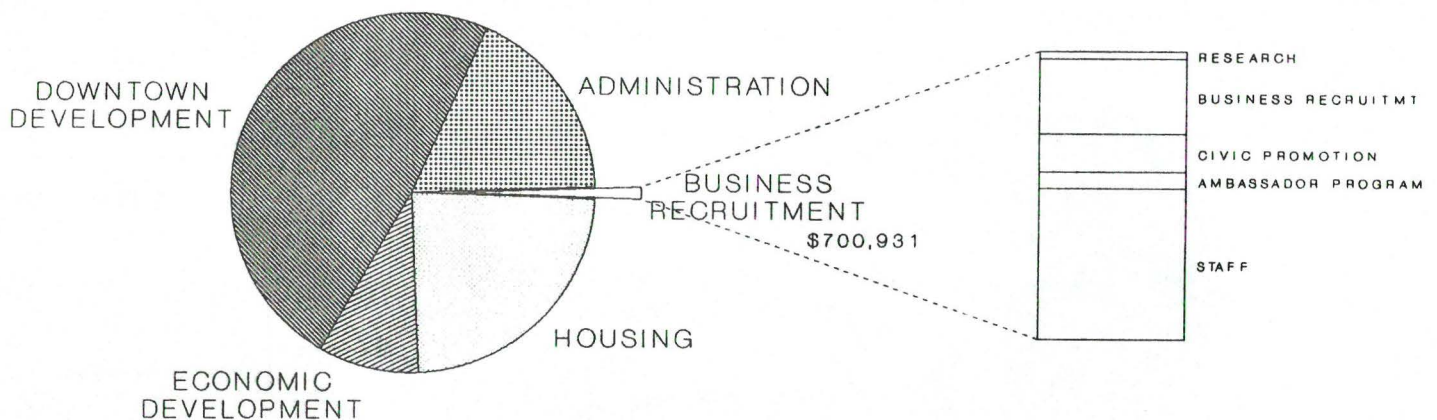 DOWNTOWN
DEVELOPMENT
ADMINISTRATION
BUSINESS
RECRUITMENT
$700,931
HOUSING
ECONOMIC
DEVELOPMENT
RESEARCH
BUSINESS RECRUITMT
CIVIC PROMOTION
AMBASSADOR PROGRAM
STAFF